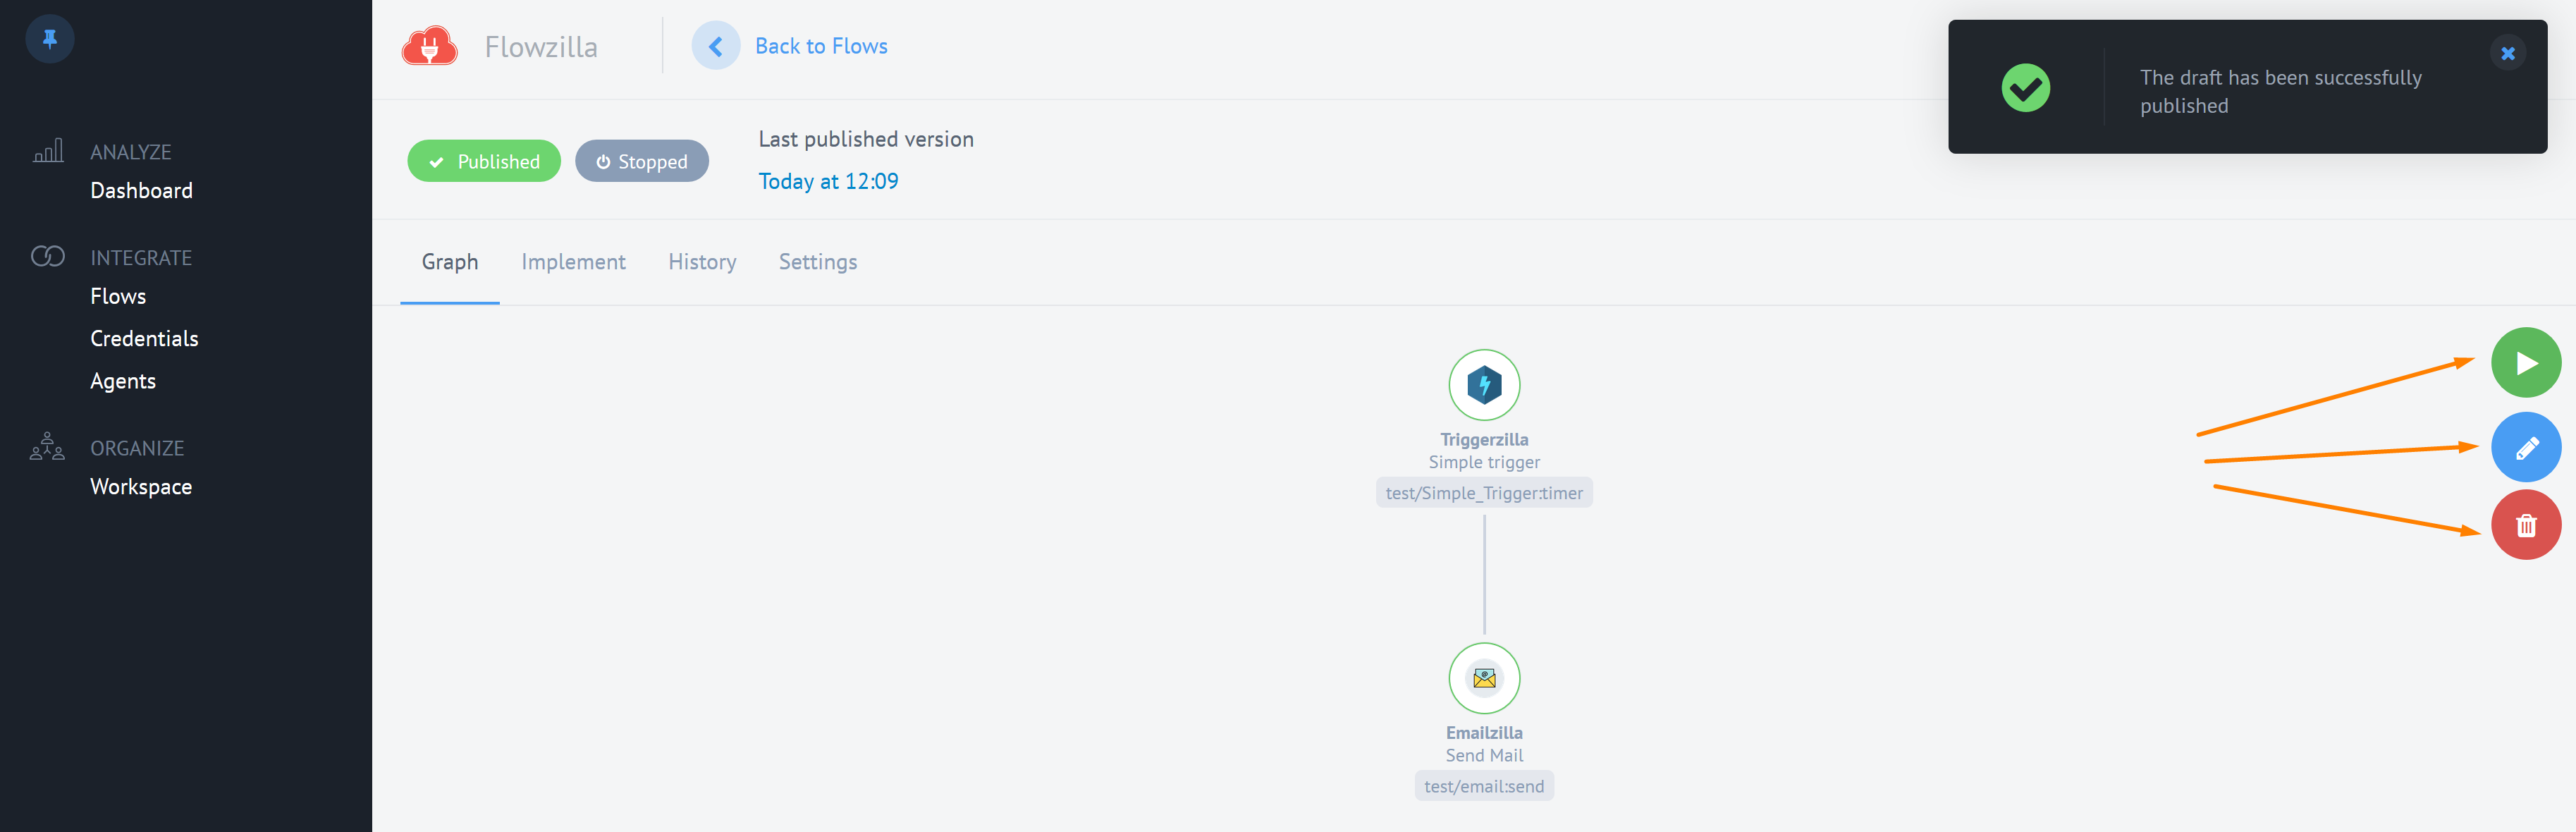 ANALYZE
Dashboard
INTEGRATE
Flows
Credentials
Agents
ORGANIZE
Workspace
Flowzilla
Back to Flows
Published
Stopped
Last published version
Today at 12:09
The draft has been successfully
published
Graph
Implement
History
Settings
Triggerzilla
Simple trigger
test/Simple_Trigger:timer
Emailzilla
Send Mail
test/email:send